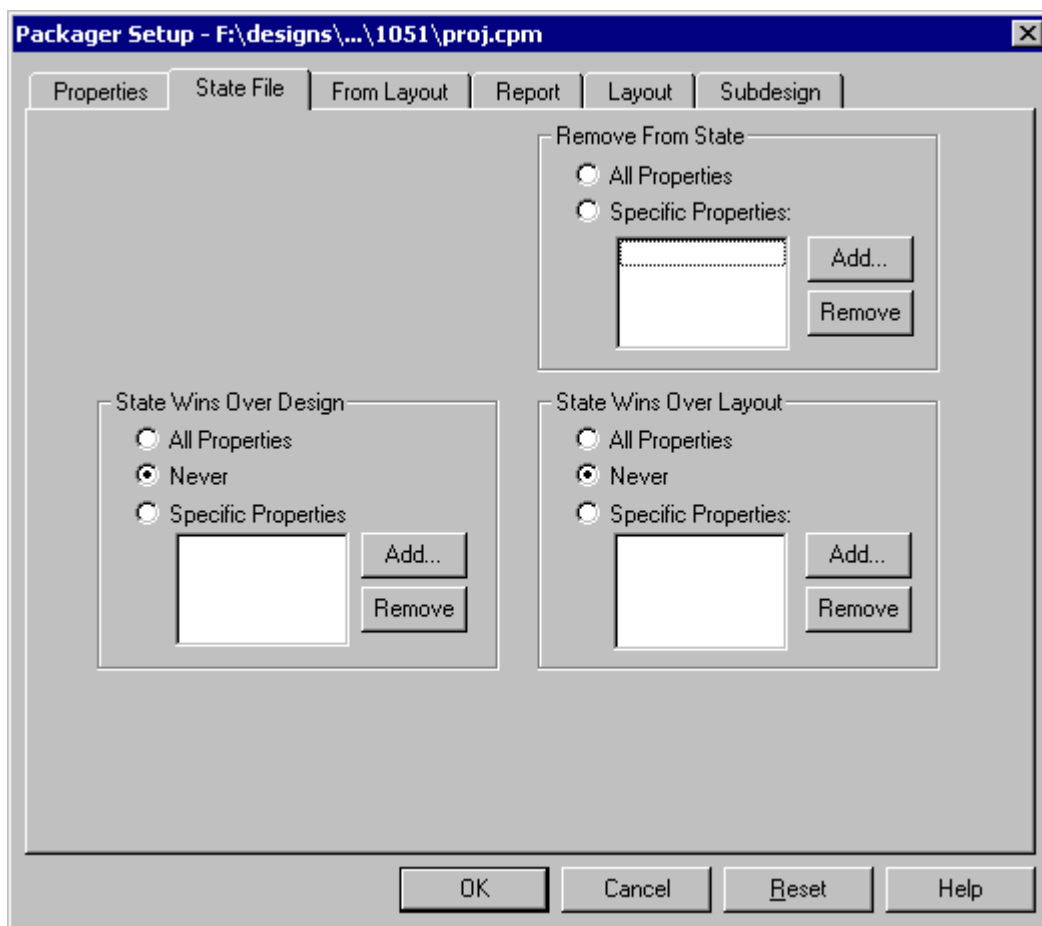 Packager Setup - F:\designs\...\1051\proj.cpm
Properties State File From Layout Report Layout Subdesign
Remove From State
All Properties
Specific Properties:
Add...
Remove
State Wins Over Design
All Properties
Never
Specific Properties
Add...
Remove
State Wins Over Layout
All Properties
Never
Specific Properties:
Add...
Remove
OK Cancel Reset Help